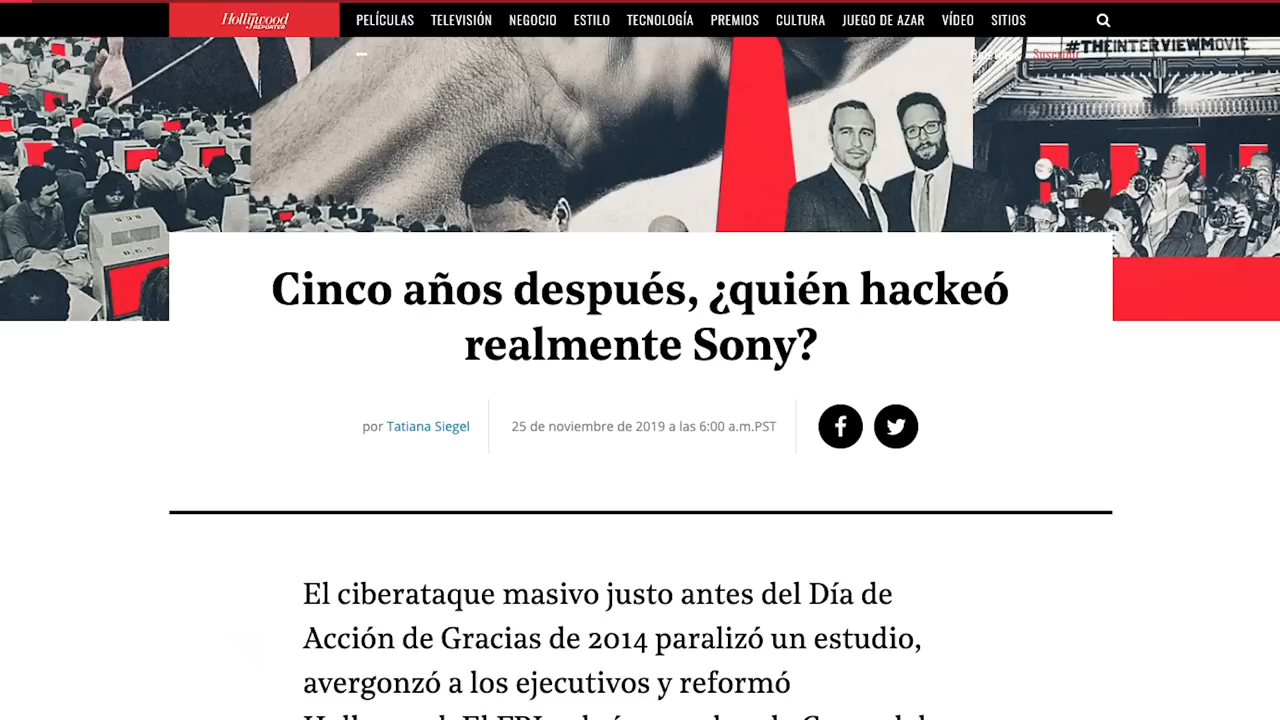 Hollywood
REPORTER
PELÍCULAS TELEVISIÓN NEGOCIO ESTILO TECNOLOGÍA PREMIOS CULTURA JUEGO DE AZAR VÍDEO SITIOS
#THEINTERVIEWMOVIE
Cinco años después, ¿quién hackeó
realmente Sony?
por Tatiana Siegel
25 de noviembre de 2019 a las 6:00 a.m.PST
El ciberataque masivo justo antes del Día de
Acción de Gracias de 2014 paralizó un estudio,
avergonzó a los ejecutivos y reformó